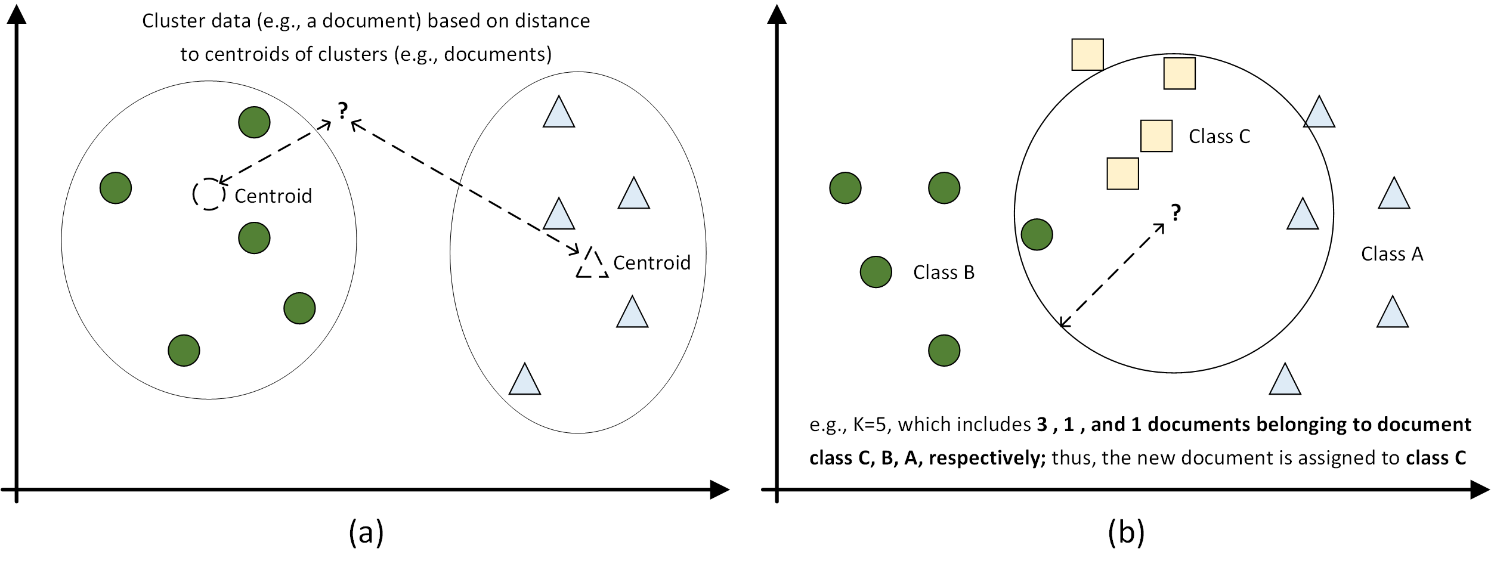 Cluster data (e.g., a document) based on distance
to centroids of clusters (e.g., documents)
?
Centroid
Centroid
(a)
Class C
?
Class B
Class A
e.g., K=5, which includes 3 , 1 , and 1 documents belonging to document
class C, B, A, respectively; thus, the new document is assigned to class C
(b)